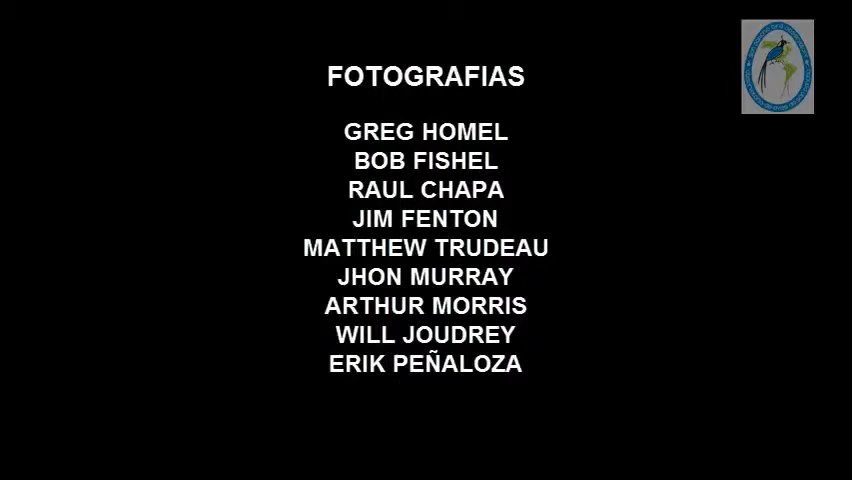 FOTOGRAFIAS
GREG HOMEL
BOB FISHEL
RAUL CHAPA
JIM FENTON
MATTHEW TRUDEAU
JHON MURRAY
ARTHUR MORRIS
WILL JOUDREY
ERIK PEÑALOZA